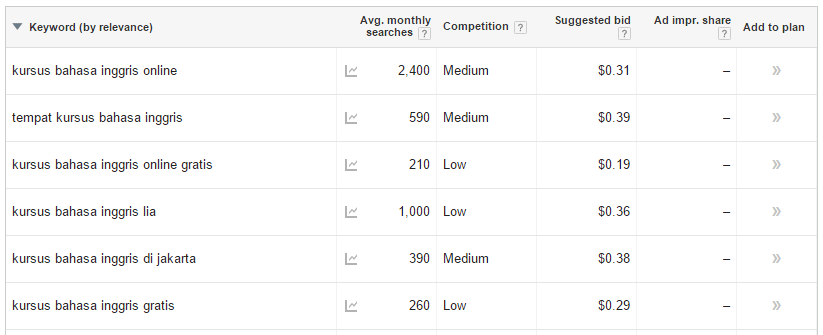 Keyword (by relevance) Avg. monthly searches ? Competition ? Suggested bid ? Ad impr. share ? Add to plan
kursus bahasa inggris online 2,400 Medium $0.31 – »
tempat kursus bahasa inggris 590 Medium $0.39 – »
kursus bahasa inggris online gratis 210 Low $0.19 – »
kursus bahasa inggris lia 1,000 Low $0.36 – »
kursus bahasa inggris di jakarta 390 Medium $0.38 – »
kursus bahasa inggris gratis 260 Low $0.29 – »